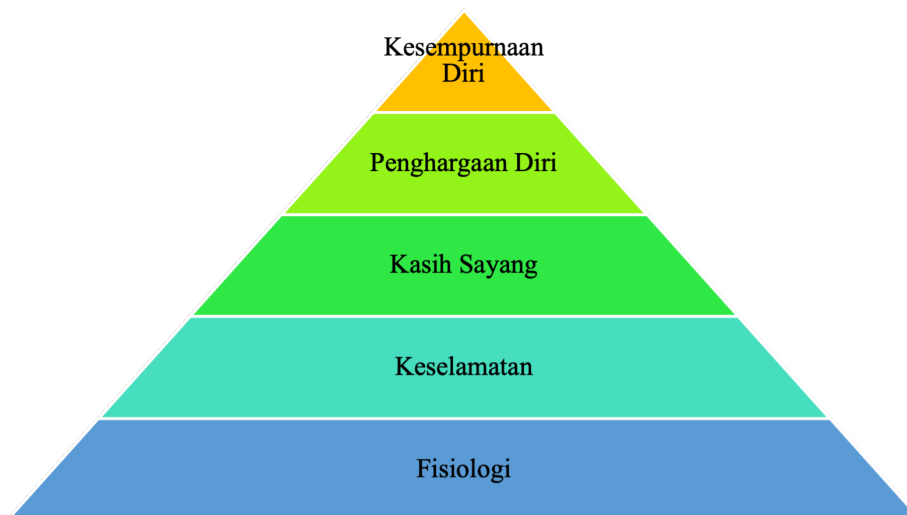 Kesempurnaan
Diri
Penghargaan Diri
Kasih Sayang
Keselamatan
Fisiologi